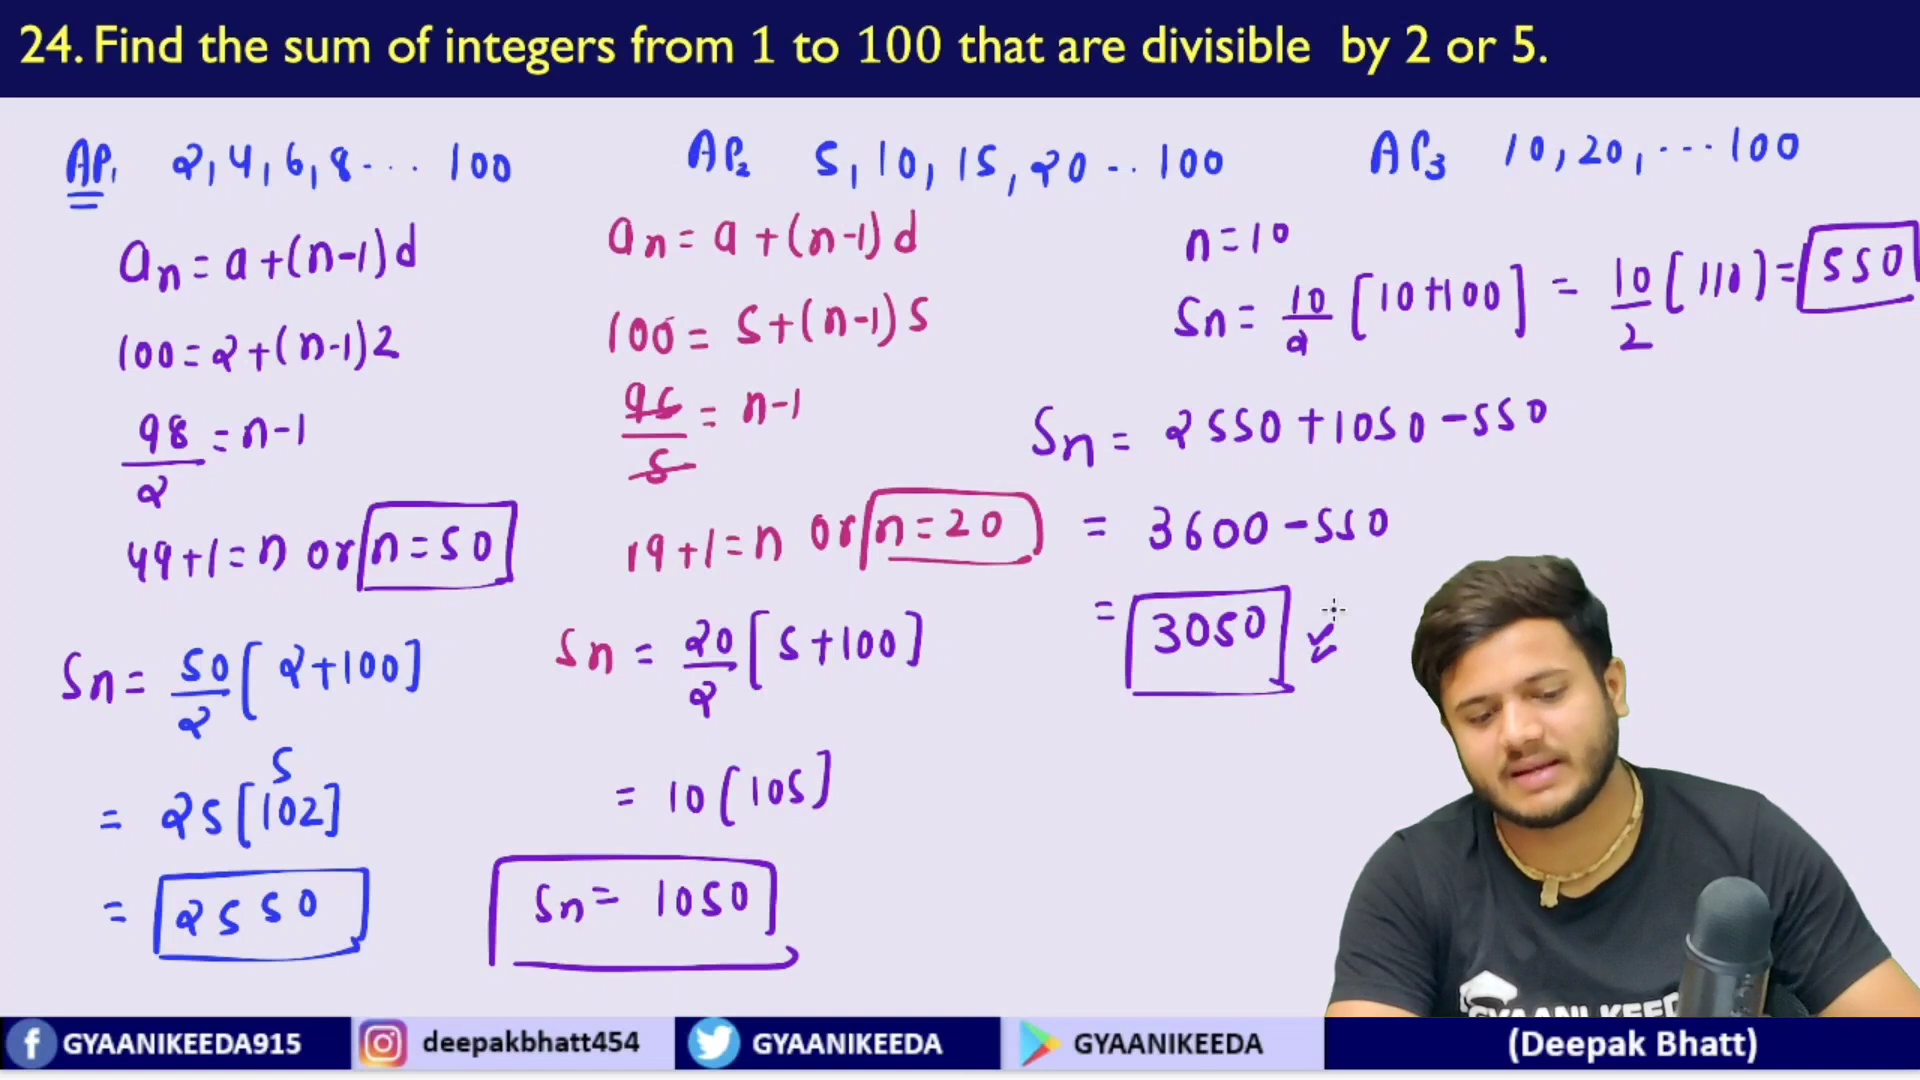 24. Find the sum of integers from 1 to 100 that are divisible by 2 or 5.
AP₁ 2,4,6,8... 100
an = a+(n-1)d
100 = 2+(n-1)2
98/2 = n-1
49+1=n or n=50
Sn = 50/2 [2+100]
5
= 25[102]
= 2550
AP₂ 5, 10, 15, 20 .. 100
an = a+(n-1)d
100 = 5+(n-1)5
95/5 = n-1
19+1=n or n=20
Sn = 20/2 [5+100]
= 10[105]
Sn = 1050
AP₃ 10,20,...100
n=10
Sn = 10/2 [10+100] = 10/2 [110] = 550
Sn = 2550+1050-550
= 3600-550
= 3050
GYAANI KEED
GYAANIKEEDA915
deepakbhatt454
GYAANIKEEDA
GYAANIKEEDA
(Deepak Bhatt)